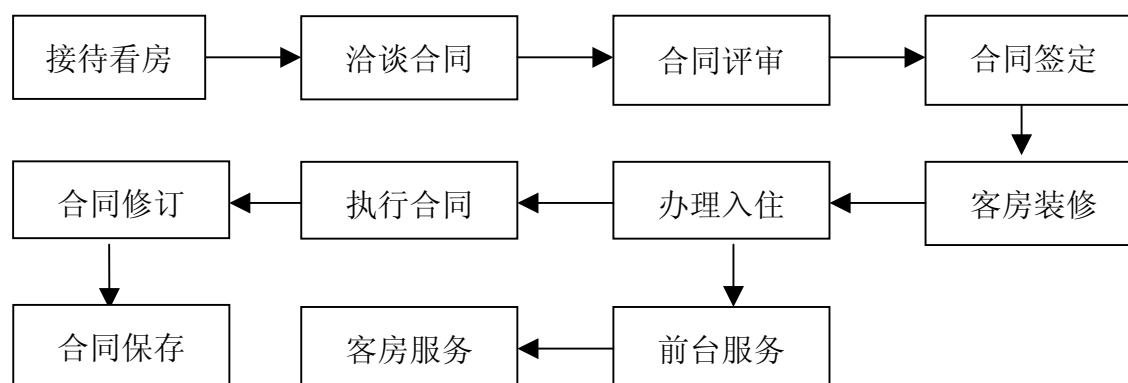 接待看房
洽谈合同
合同评审
合同签定
合同修订
执行合同
办理入住
客房装修
合同保存
客房服务
前台服务